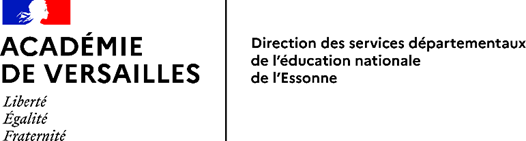 ACADÉMIE
DE VERSAILLES
Liberté
Égalité
Fraternité
Direction des services départementaux
de l'éducation nationale
de l'Essonne